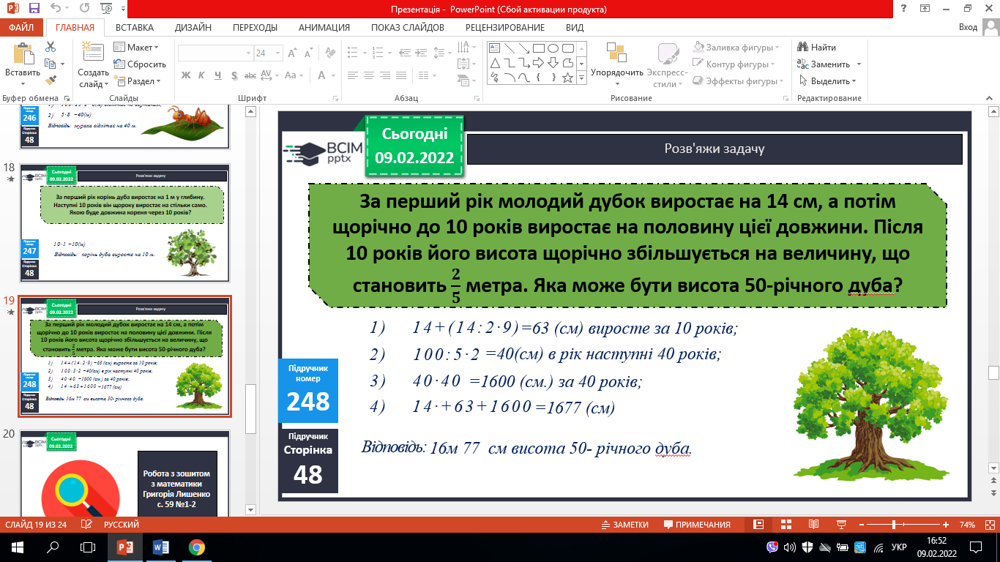 Презентація - PowerPoint (Сбой активации продукта)
ФАЙЛ ГЛАВНАЯ ВСТАВКА ДИЗАЙН ПЕРЕХОДЫ АНИМАЦИЯ ПОКАЗ СЛАЙДОВ РЕЦЕНЗИРОВАНИЕ ВИД Вход
Вставить
Буфер обмена
Создать слайд
Макет
Сбросить
Раздел
Слайды
24
Ж К Ч S abc AV Aa А
Шрифт
Абзац
Упорядочить
Экспресс-стили
Заливка фигуры
Контур фигуры
Эффекты фигуры
Рисование
Найти
Заменить
Выделить
Редактирование
2) 5·8 =40(м)
Відповідь: мураха відлітає на 40 м.
246
Підручник
Сторінка
48
18
Сьогодні
09.02.2022
Розв'яжи задачу
За перший рік корінь дуба виростає на 1 м у глибину.
Наступні 10 років він щороку виростає на стільки само.
Якою буде довжина кореня через 10 років?
10·1 =10(м)
Відповідь: корінь дуба виросте на 10 м.
Підручник
номер
247
Підручник
Сторінка
48
19
Сьогодні
09.02.2022
Розв'яжи задачу
За перший рік молодий дубок виростає на 14 см, а потім
щорічно до 10 років виростає на половину цієї довжини. Після
10 років його висота щорічно збільшується на величину, що
становить 2/5 метра. Яка може бути висота 50-річного дуба?
1) 14+(14:2·9)=63 (см) виросте за 10 років;
2) 100:5·2 =40(см) в рік наступні 40 років;
3) 40·40 =1600 (см.) за 40 років;
4) 14·+63+1600 =1677 (см)
Відповідь: 16м 77 см висота 50- річного дуба.
Підручник
номер
248
Підручник
Сторінка
48
20
Сьогодні
09.02.2022
Робота з зошитом
з математики
Григорія Лишенко
с. 59 №1-2
ВСІМ
pptx
Сьогодні
09.02.2022
Розв'яжи задачу
За перший рік молодий дубок виростає на 14 см, а потім
щорічно до 10 років виростає на половину цієї довжини. Після
10 років його висота щорічно збільшується на величину, що
становить 2/5 метра. Яка може бути висота 50-річного дуба?
1) 14+(14:2·9)=63 (см) виросте за 10 років;
2) 100:5·2 =40(см) в рік наступні 40 років;
3) 40·40 =1600 (см.) за 40 років;
4) 14·+63+1600 =1677 (см)
Відповідь: 16м 77 см висота 50- річного дуба.
Підручник
номер
248
Підручник
Сторінка
48
СЛАЙД 19 ИЗ 24 РУССКИЙ ЗАМЕТКИ ПРИМЕЧАНИЯ 74%
УКР
16:52
09.02.2022